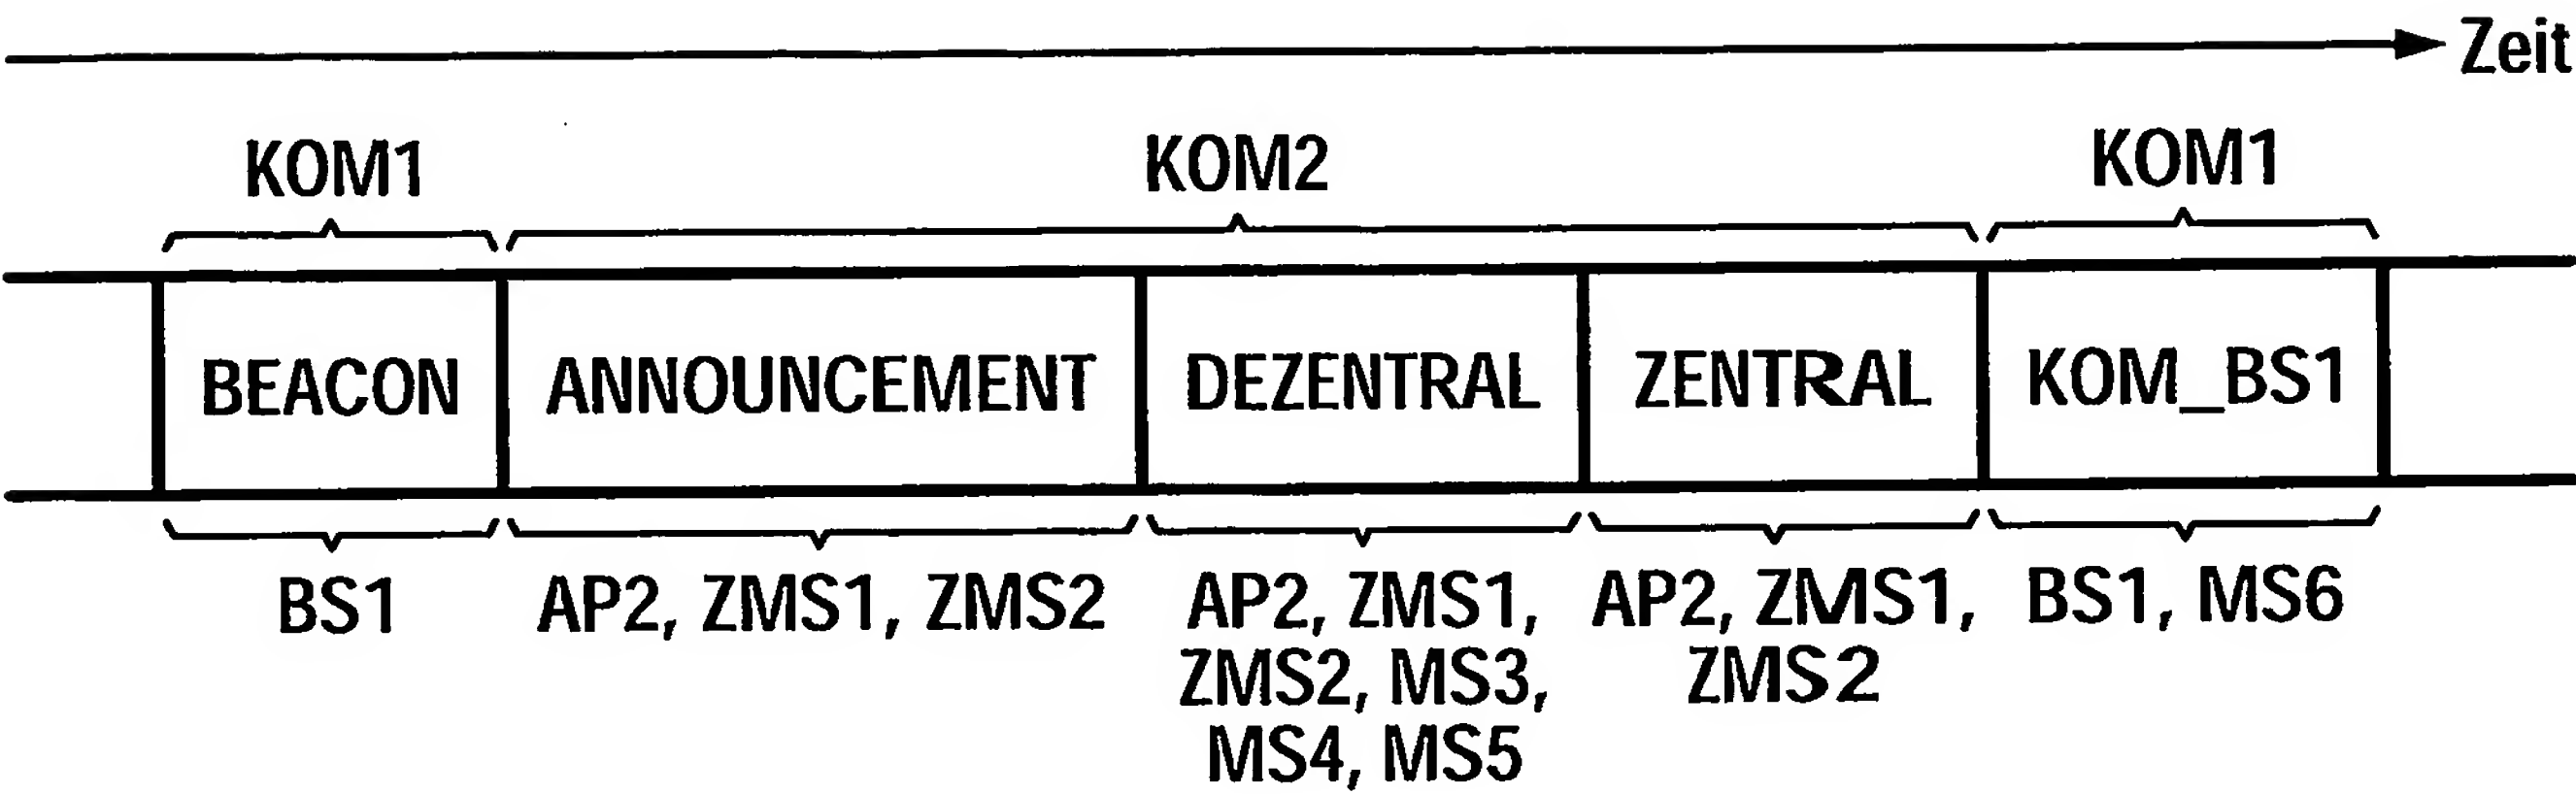 Zeit
KOM1 KOM2 KOM1
BEACON ANNOUNCEMENT DEZENTRAL ZENTRAL KOM_BS1
BS1 AP2, ZMS1, ZMS2 AP2, ZMS1, AP2, ZMS1, BS1, MS6
ZMS2, MS3, ZMS2
MS4, MS5